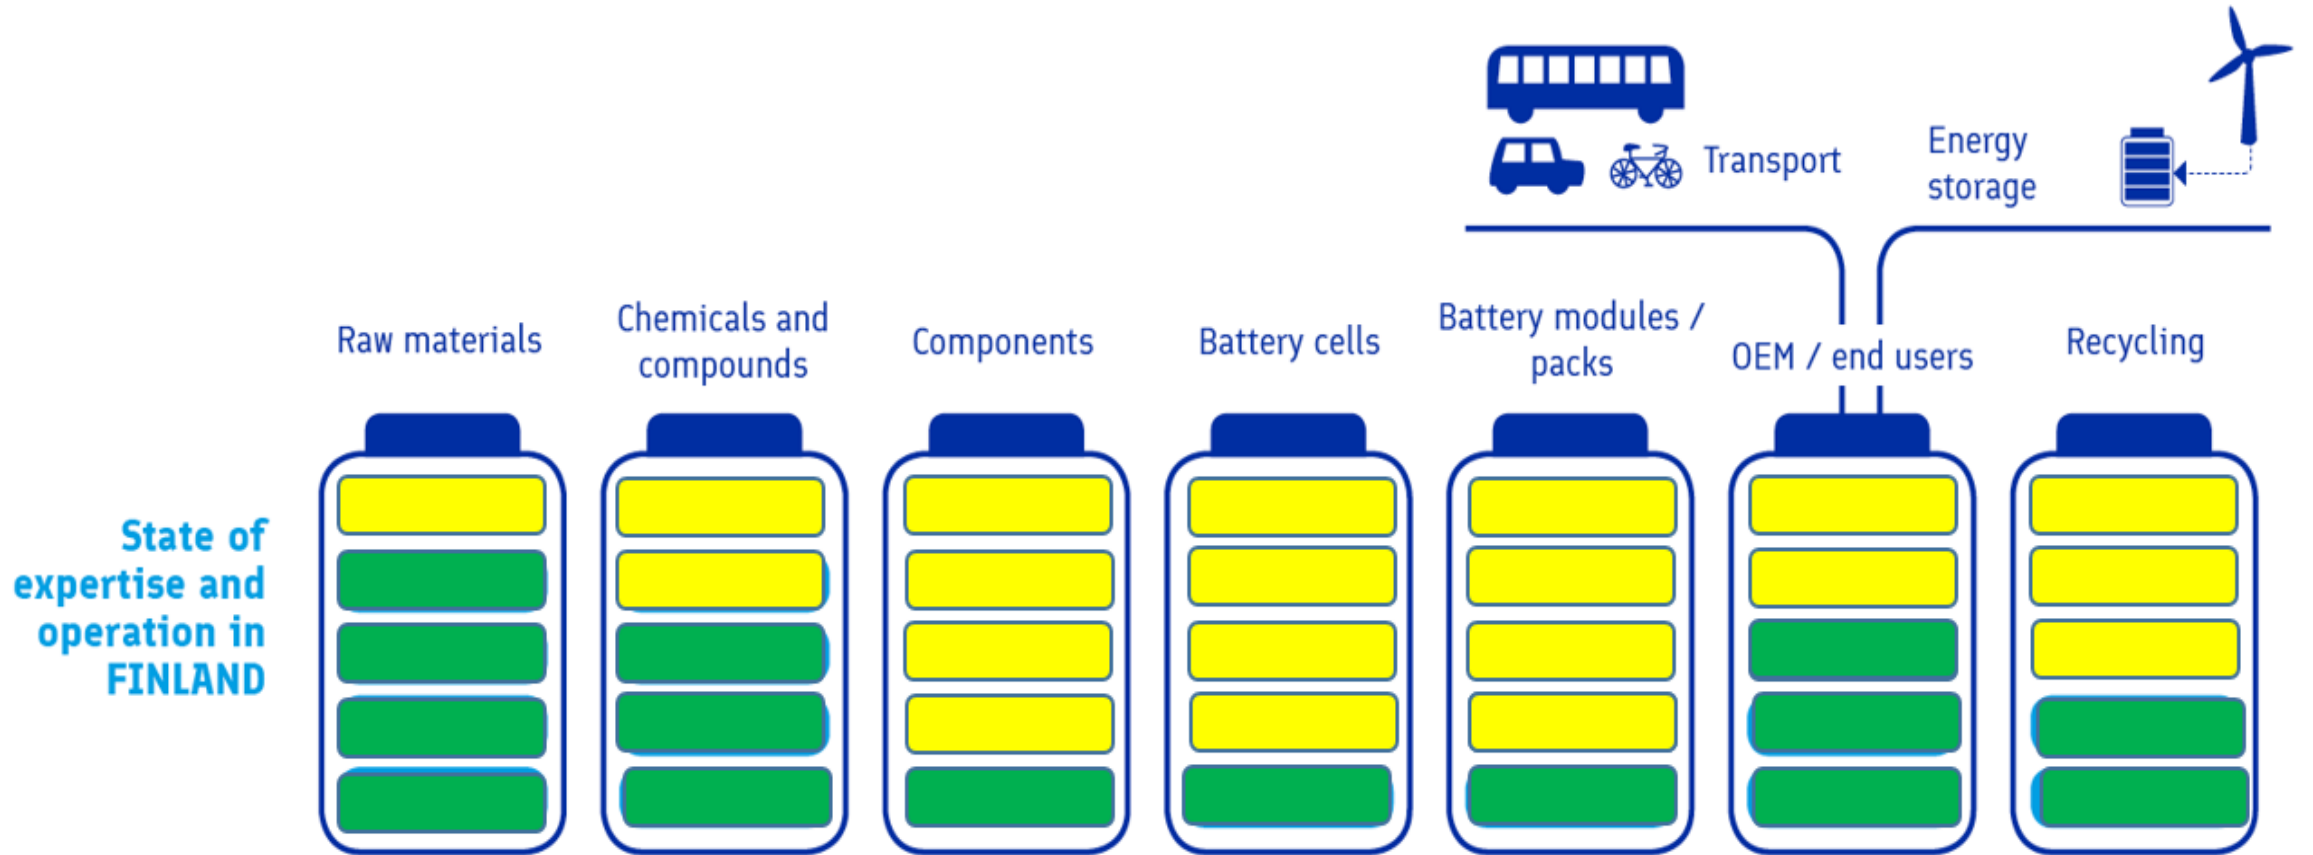 Transport
Energy
storage
Raw materials
Chemicals and
compounds
Components
Battery cells
Battery modules /
packs
OEM / end users
Recycling
State of
expertise and
operation in
FINLAND